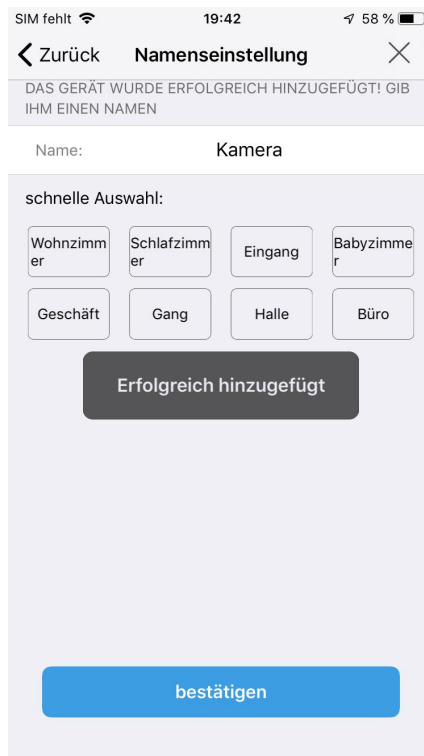 SIM fehlt 19:42 58 %
Zurück Namenseinstellung
DAS GERÄT WURDE ERFOLGREICH HINZUGEFÜGT! GIB
IHM EINEN NAMEN
Name: Kamera
schnelle Auswahl:
Wohnzimm
er
Schlafzimm
er
Eingang
Babyzimme
r
Geschäft Gang Halle Büro
Erfolgreich hinzugefügt
bestätigen